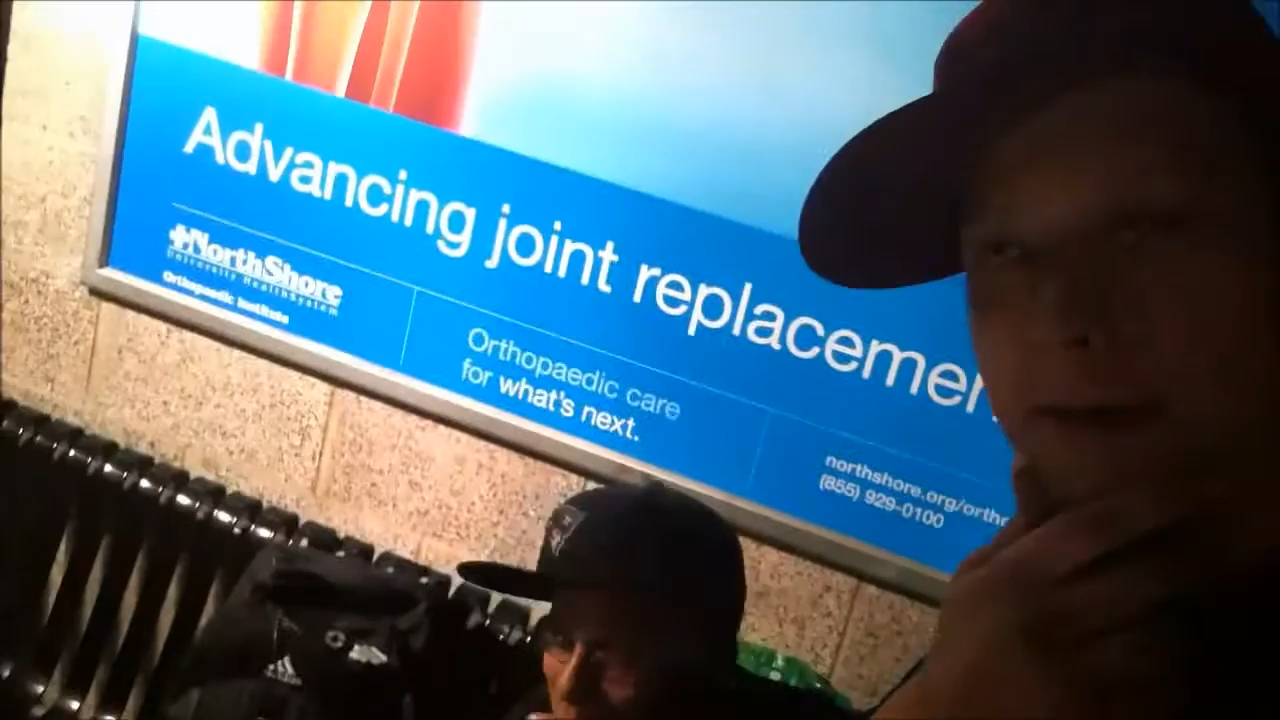 Advancing joint replacemen
NorthShore
University HealthSystem
Orthopaedic Institute
Orthopaedic care
for what's next.
northshore.org/ortho
(855) 929-0100